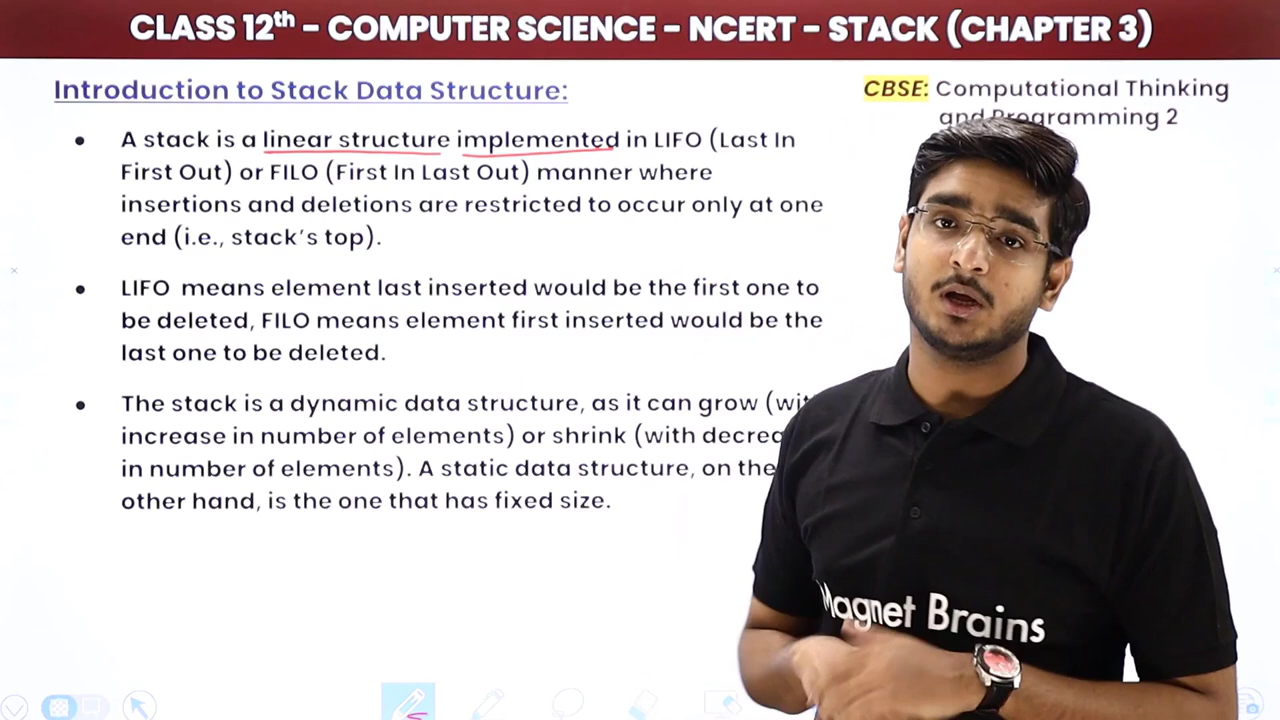 CLASS 12th – COMPUTER SCIENCE – NCERT – STACK (CHAPTER 3)
Introduction to Stack Data Structure:
CBSE: Computational Thinking
and Programming 2
• A stack is a linear structure implemented in LIFO (Last In
First Out) or FILO (First In Last Out) manner where
insertions and deletions are restricted to occur only at one
end (i.e., stack's top).
• LIFO means element last inserted would be the first one to
be deleted, FILO means element first inserted would be the
last one to be deleted.
• The stack is a dynamic data structure, as it can grow (
increase in number of elements) or shrink (with
in number of elements). A static data structure, on the
other hand, is the one that has fixed size.
Magnet Brains